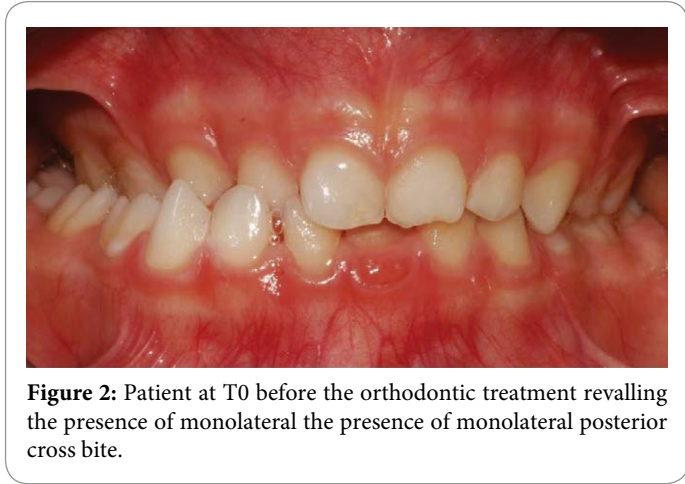 Figure 2: Patient at T0 before the orthodontic treatment revalling
the presence of monolateral the presence of monolateral posterior
cross bite.